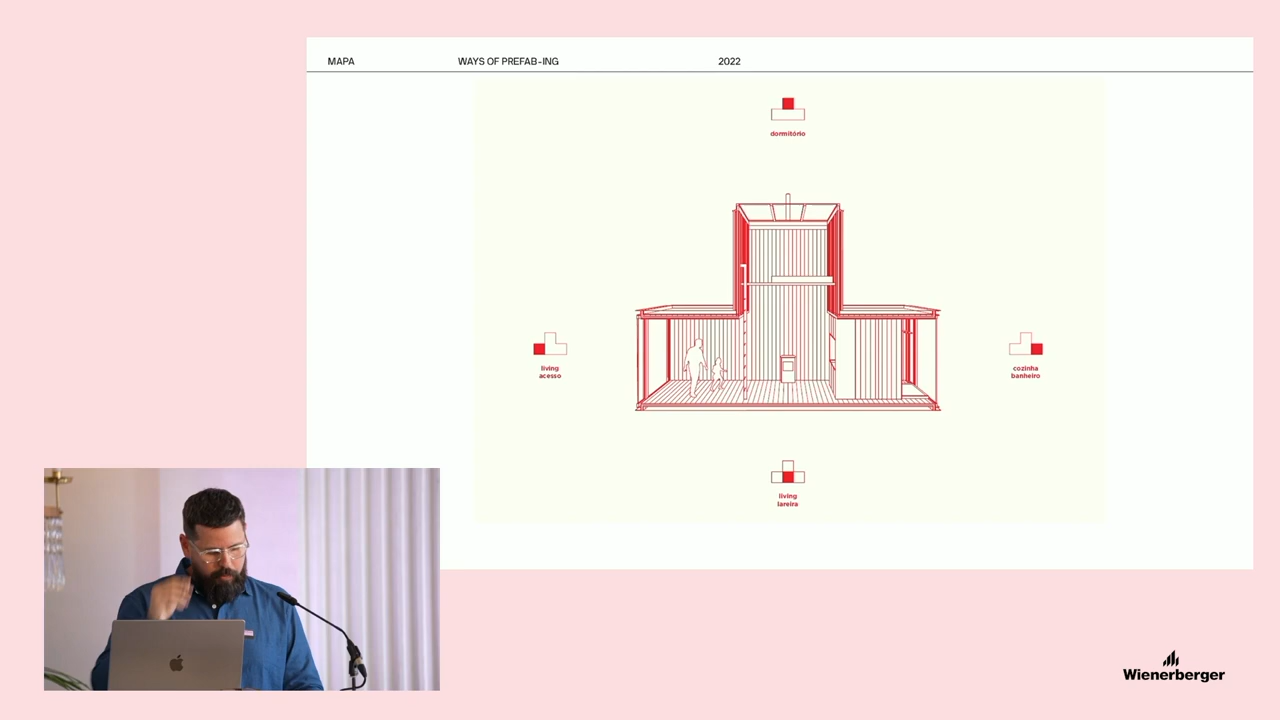 MAPA WAYS OF PREFAB-ING 2022
dormitório
living
acesso
cozinha
banheiro
living
lareira
Wienerberger